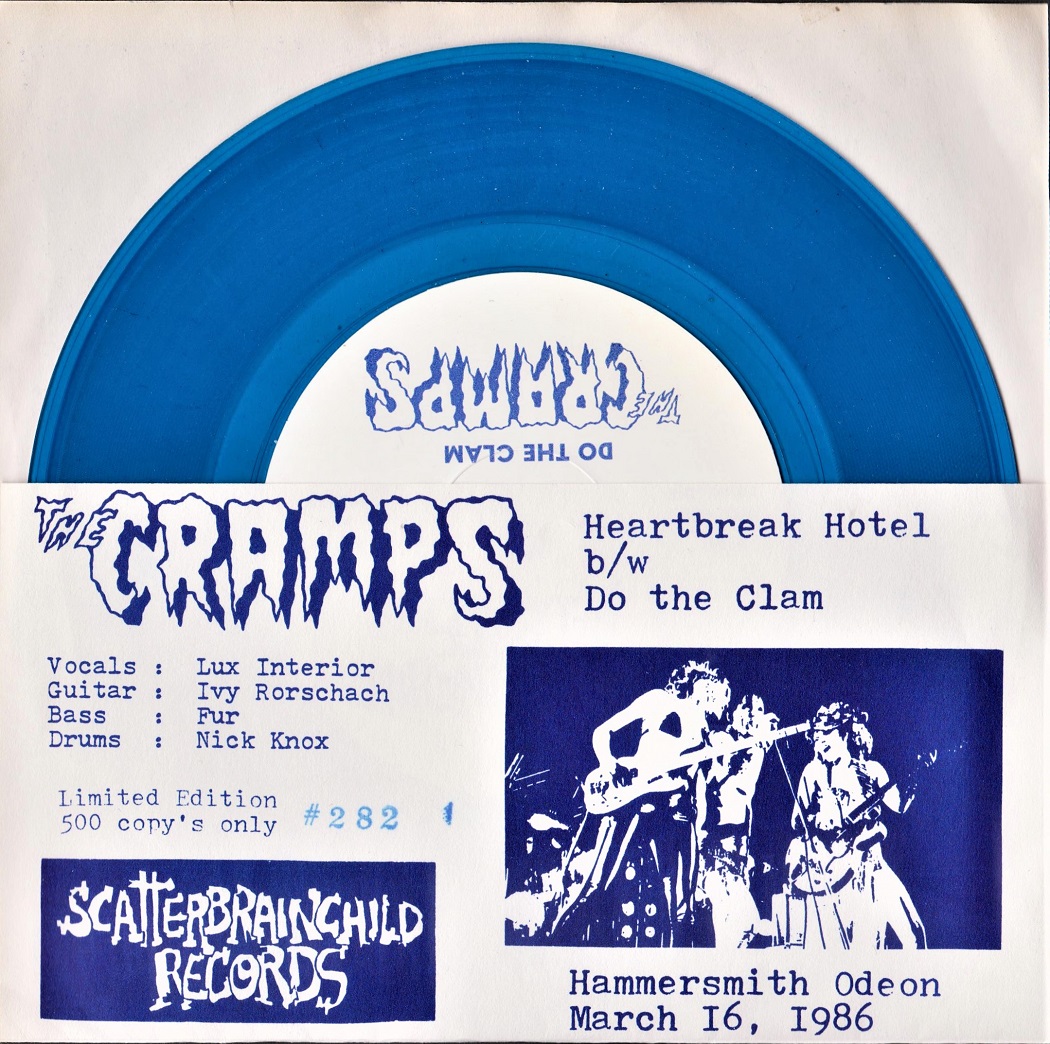 THE CRAMPS
DO THE CLAM
THE CRAMPS
Heartbreak Hotel
b/w
Do the Clam
Vocals : Lux Interior
Guitar : Ivy Rorschach
Bass : Fur
Drums : Nick Knox
Limited Edition
500 copy's only
#282
SCATTERBRAINCHILD
RECORDS
Hammersmith Odeon
March I6, I986